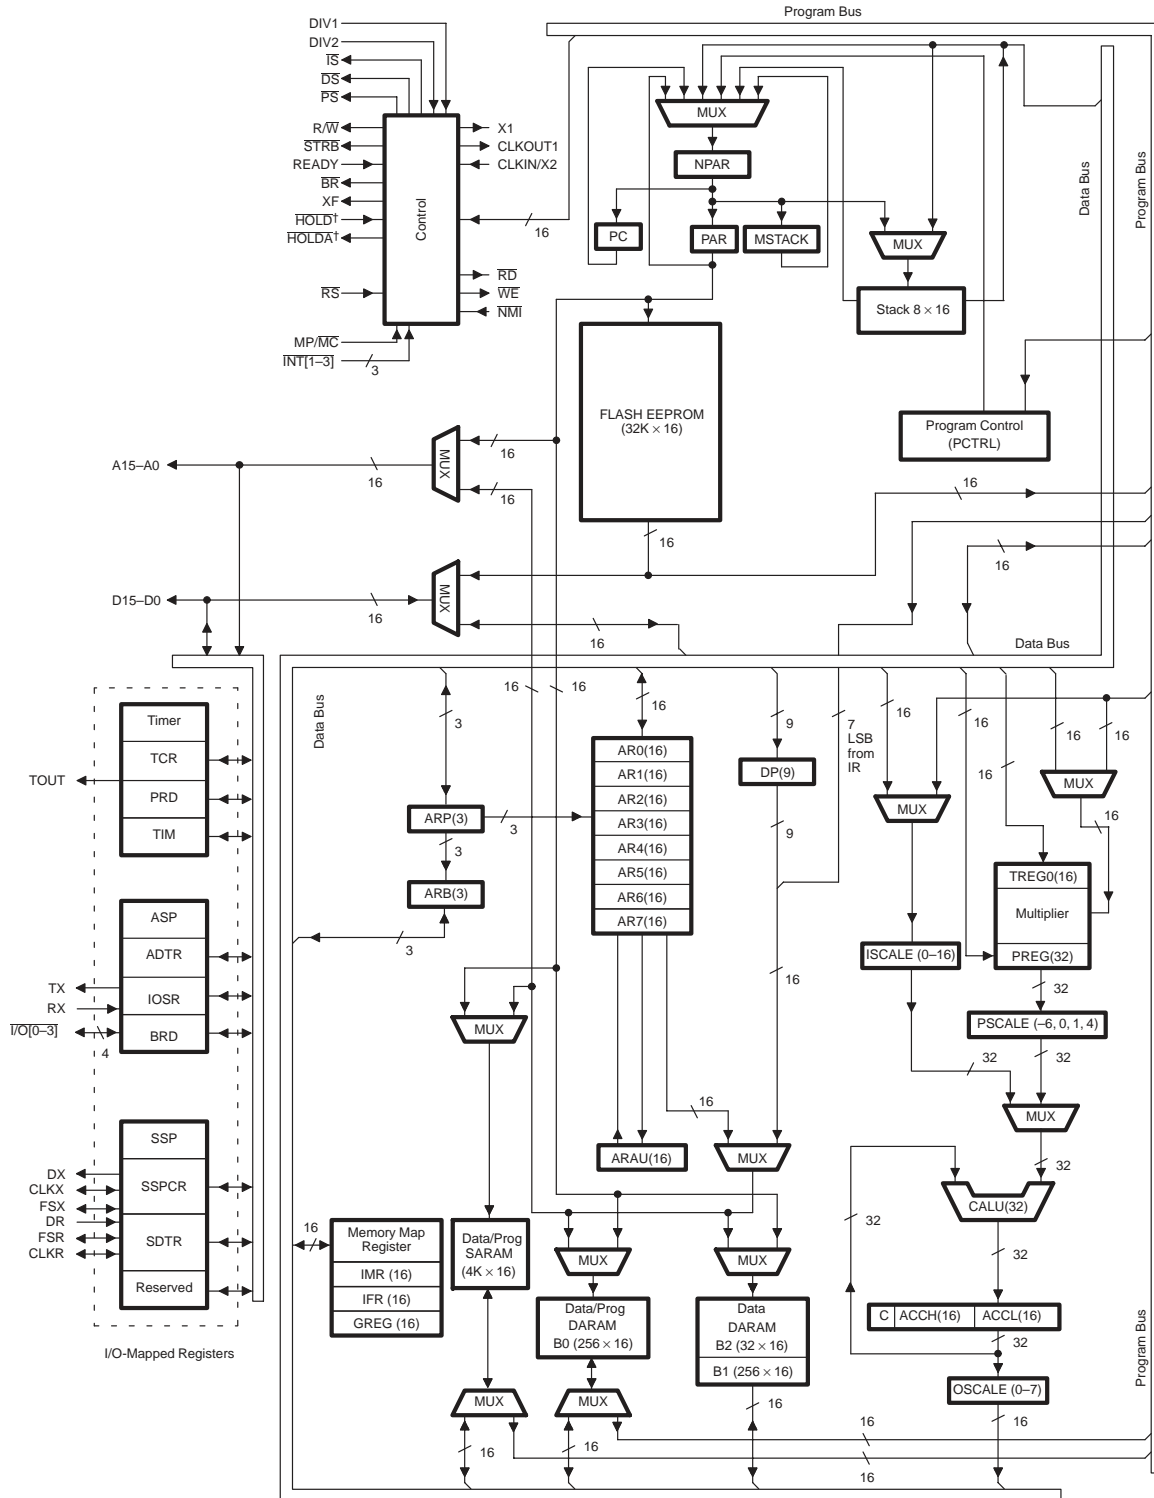 Program Bus
DIV1
DIV2
IS
DS
PS
R/W
STRB
READY
BR
XF
HOLD†
HOLDA†
RS
MP/MC
INT[1–3]
3
Control
X1
CLKOUT1
CLKIN/X2
16
RD
WE
NMI
MUX
NPAR
PC
PAR
MSTACK
MUX
Stack 8 × 16
Data Bus
Program Bus
FLASH EEPROM
(32K × 16)
Program Control
(PCTRL)
A15–A0
16
MUX
16
16
16
16
16
D15–D0
16
MUX
16
Data Bus
Data Bus
16
16
3
16
9
7
LSB
from
IR
16
16
16
16
16
Timer
TCR
PRD
TIM
TOUT
AR0(16)
AR1(16)
AR2(16)
AR3(16)
AR4(16)
AR5(16)
AR6(16)
AR7(16)
DP(9)
9
MUX
MUX
16
ARP(3)
3
3
ARB(3)
3
TREG0(16)
Multiplier
PREG(32)
ASP
ADTR
IOSR
BRD
TX
RX
I/O[0–3]
4
ISCALE (0–16)
16
32
PSCALE (–6, 0, 1, 4)
MUX
32
32
MUX
16
SSP
SSPCR
SDTR
Reserved
DX
CLKX
FSX
DR
FSR
CLKR
ARAU(16)
MUX
32
CALU(32)
32
32
16
Memory Map
Register
IMR (16)
IFR (16)
GREG (16)
Data/Prog
SARAM
(4K × 16)
MUX
MUX
Data/Prog
DARAM
B0 (256 × 16)
Data
DARAM
B2 (32 × 16)
B1 (256 × 16)
C
ACCH(16)
ACCL(16)
32
I/O-Mapped Registers
Program Bus
OSCALE (0–7)
MUX
MUX
16
16
16
16
16
16